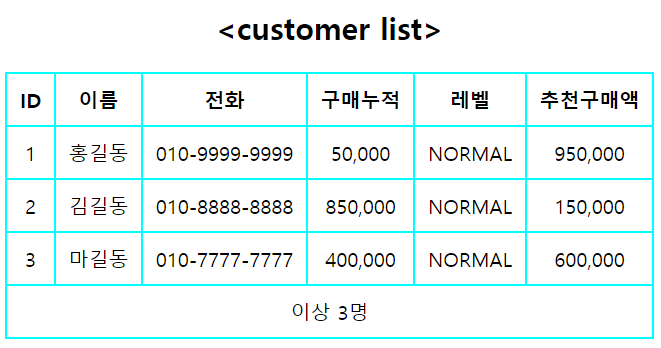 <customer list>
ID 이름 전화 구매누적 레벨 추천구매액
1 홍길동 010-9999-9999 50,000 NORMAL 950,000
2 김길동 010-8888-8888 850,000 NORMAL 150,000
3 마길동 010-7777-7777 400,000 NORMAL 600,000
이상 3명